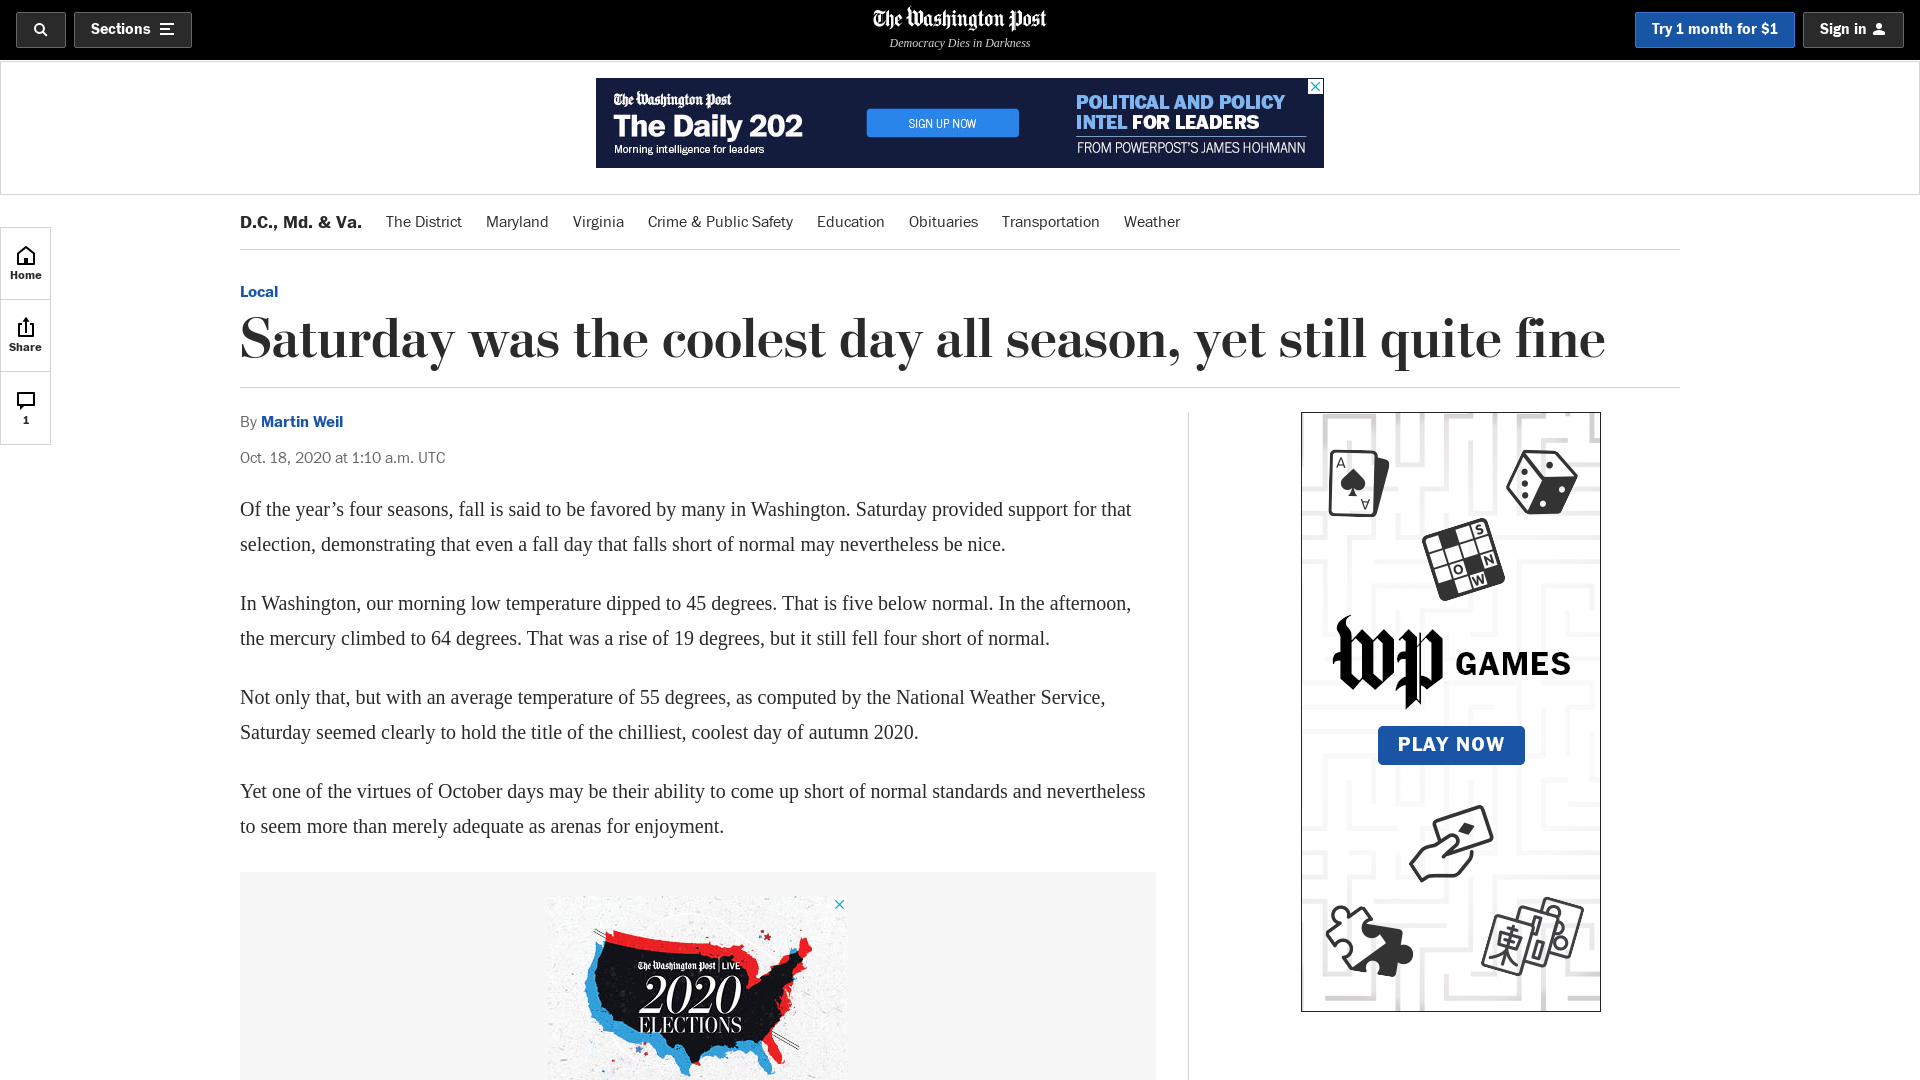 Sections
The Washington Post
Democracy Dies in Darkness
Try 1 month for $1
Sign in
The Washington Post
The Daily 202
Morning intelligence for leaders
SIGN UP NOW
POLITICAL AND POLICY
INTEL FOR LEADERS
FROM POWERPOST'S JAMES HOHMANN
D.C., Md. & Va. The District Maryland Virginia Crime & Public Safety Education Obituaries Transportation Weather
Home
Share
1
Local
Saturday was the coolest day all season, yet still quite fine
By Martin Weil
Oct. 18, 2020 at 1:10 a.m. UTC
Of the year’s four seasons, fall is said to be favored by many in Washington. Saturday provided support for that
selection, demonstrating that even a fall day that falls short of normal may nevertheless be nice.
In Washington, our morning low temperature dipped to 45 degrees. That is five below normal. In the afternoon,
the mercury climbed to 64 degrees. That was a rise of 19 degrees, but it still fell four short of normal.
Not only that, but with an average temperature of 55 degrees, as computed by the National Weather Service,
Saturday seemed clearly to hold the title of the chilliest, coolest day of autumn 2020.
Yet one of the virtues of October days may be their ability to come up short of normal standards and nevertheless
to seem more than merely adequate as arenas for enjoyment.
The Washington Post LIVE
2020
ELECTIONS
A
A
S
O N
W
wp GAMES
PLAY NOW
東